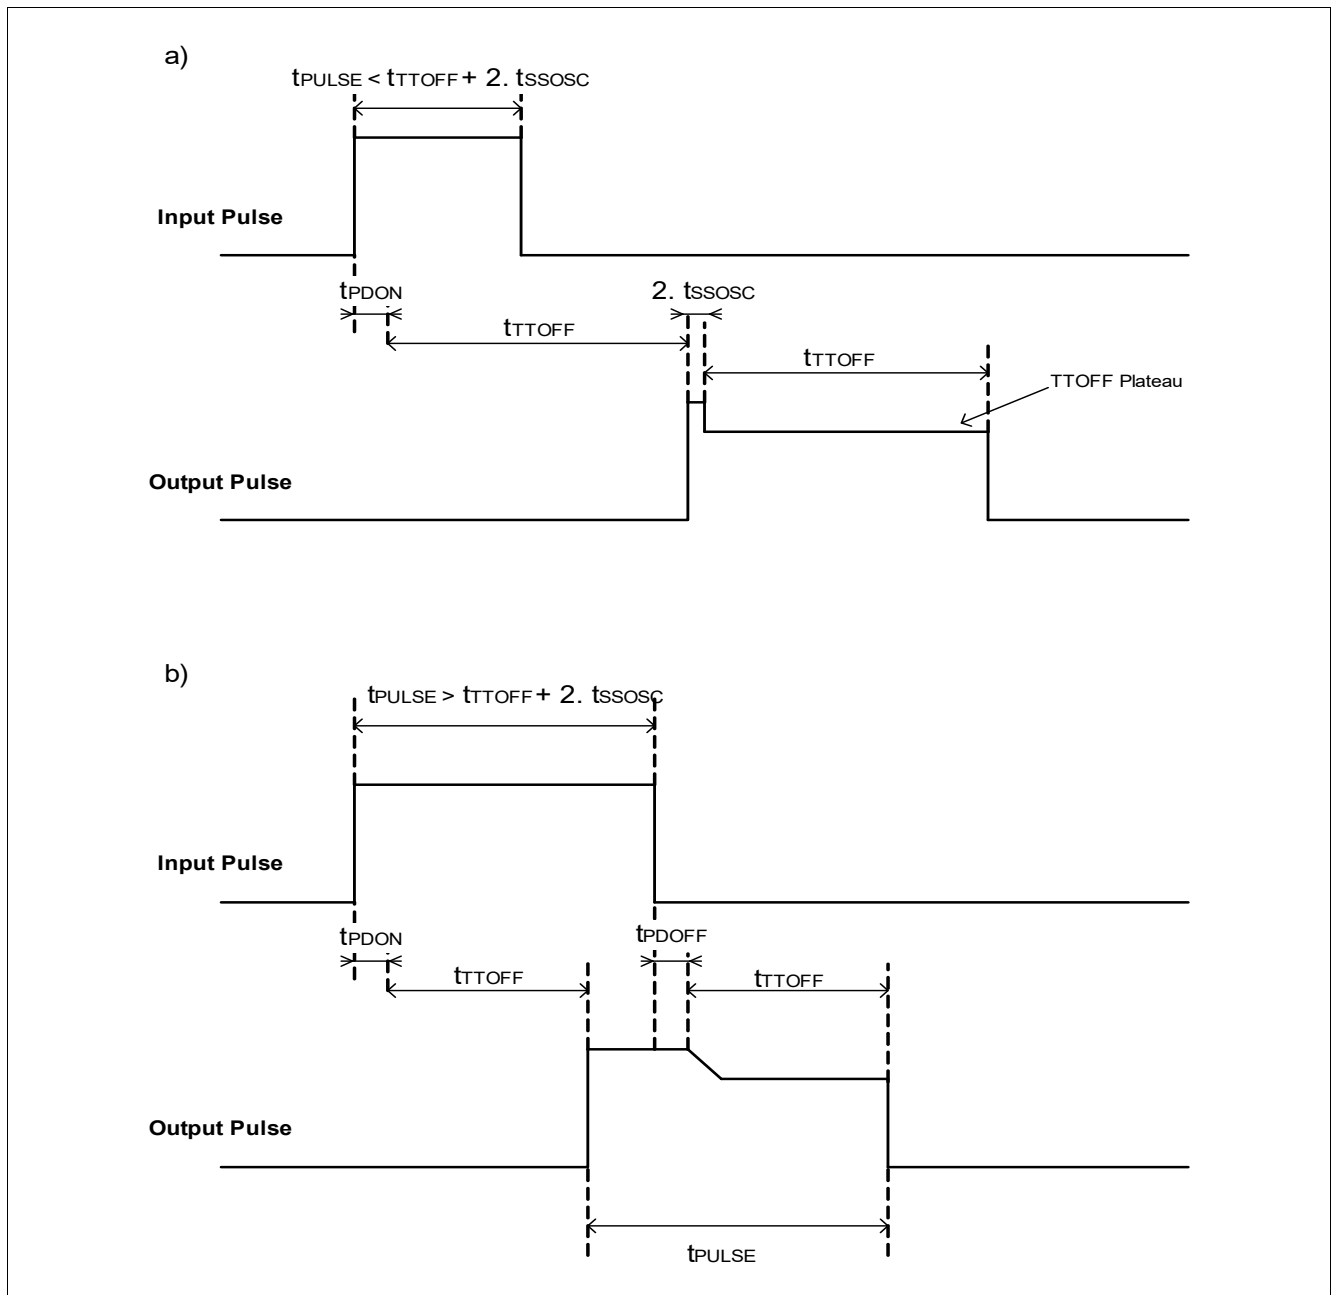 a)
tPULSE < tTTOFF + 2. tSSOSC
Input Pulse
tPDON
2. tSSOSC
tTTOFF
tTTOFF
TTOFF Plateau
Output Pulse
b)
tPULSE > tTTOFF + 2. tSSOSC
Input Pulse
tPDON
tPDOFF
tTTOFF
tTTOFF
Output Pulse
tPULSE